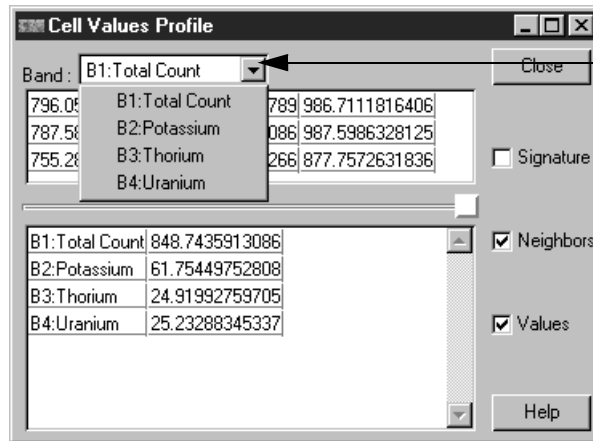 Cell Values Profile
Band : B1:Total Count
Close
B1:Total Count
B2:Potassium
B3:Thorium
B4:Uranium
796.05 789 986.7111816406
787.58 086 987.5986328125
755.28 266 877.7572631836
Signature
B1:Total Count 848.7435913086
B2:Potassium 61.75449752808
B3:Thorium 24.91992759705
B4:Uranium 25.23288345337
Neighbors
Values
Help